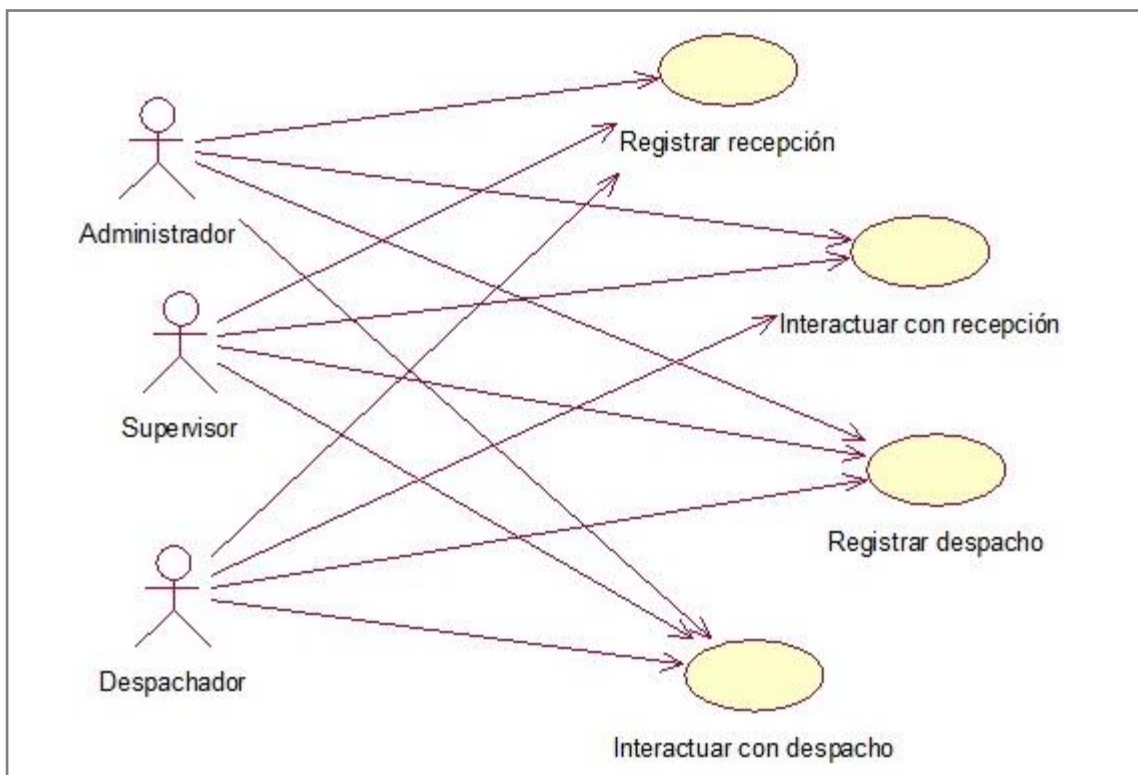 Registrar recepción
Administrador
Interactuar con recepción
Supervisor
Registrar despacho
Despachador
Interactuar con despacho